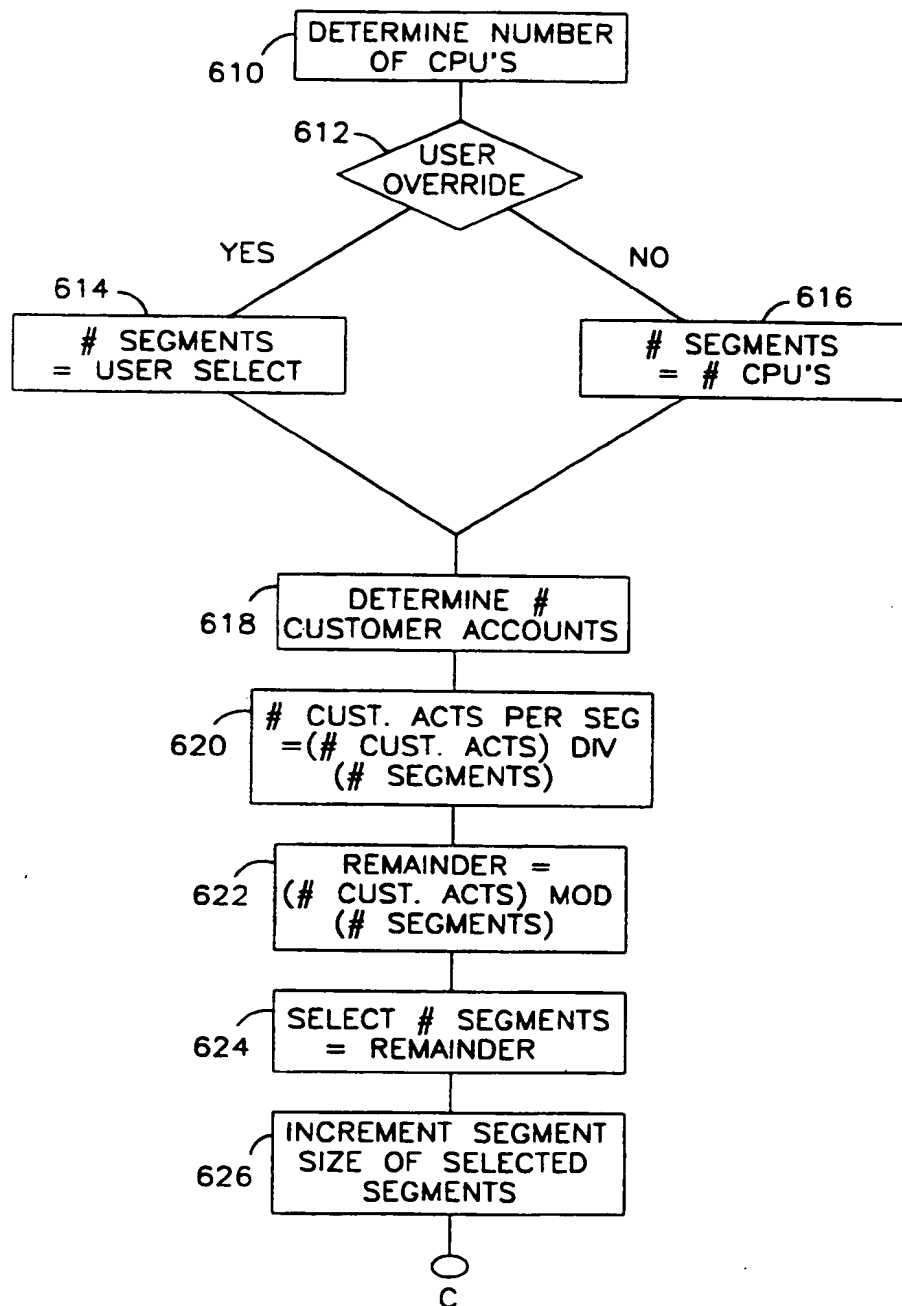 DETERMINE NUMBER
OF CPU'S
610
612
USER
OVERRIDE
YES
NO
614
616
# SEGMENTS
= USER SELECT
# SEGMENTS
= # CPU'S
DETERMINE #
CUSTOMER ACCOUNTS
618
# CUST. ACTS PER SEG
=(# CUST. ACTS) DIV
(# SEGMENTS)
620
REMAINDER =
(# CUST. ACTS) MOD
(# SEGMENTS)
622
SELECT # SEGMENTS
= REMAINDER
624
INCREMENT SEGMENT
SIZE OF SELECTED
SEGMENTS
626
C